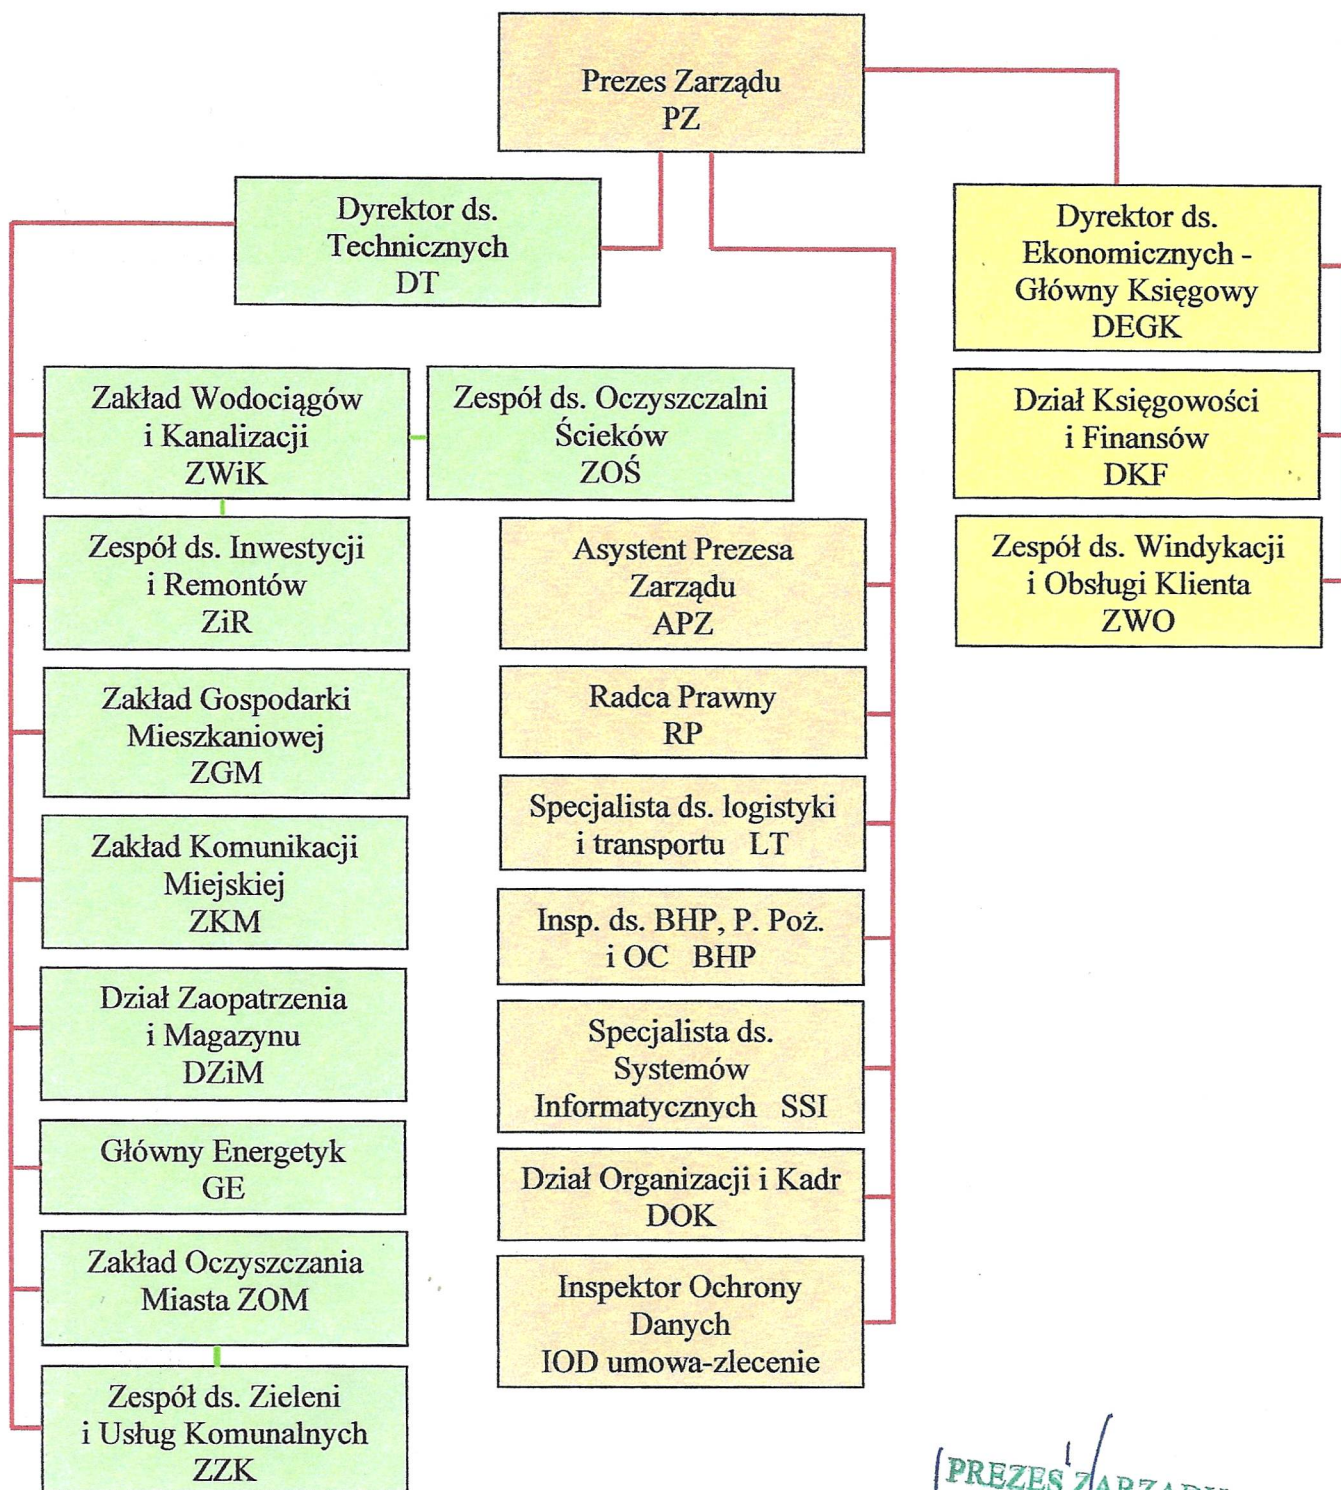 Prezes Zarządu
PZ
Dyrektor ds.
Technicznych
DT
Dyrektor ds.
Ekonomicznych -
Główny Księgowy
DEGK
Zakład Wodociągów
i Kanalizacji
ZWiK
Zespół ds. Oczyszczalni
Ścieków
ZOŚ
Dział Księgowości
i Finansów
DKF
Zespół ds. Inwestycji
i Remontów
ZiR
Asystent Prezesa
Zarządu
APZ
Zespół ds. Windykacji
i Obsługi Klienta
ZWO
Zakład Gospodarki
Mieszkaniowej
ZGM
Radca Prawny
RP
Specjalista ds. logistyki
i transportu LT
Zakład Komunikacji
Miejskiej
ZKM
Insp. ds. BHP, P. Poż.
i OC BHP
Dział Zaopatrzenia
i Magazynu
DZiM
Specjalista ds.
Systemów
Informatycznych SSI
Główny Energetyk
GE
Dział Organizacji i Kadr
DOK
Zakład Oczyszczania
Miasta ZOM
Inspektor Ochrony
Danych
IOD umowa-zlecenie
Zespół ds. Zieleni
i Usług Komunalnych
ZZK
PREZES ZARZĄDU